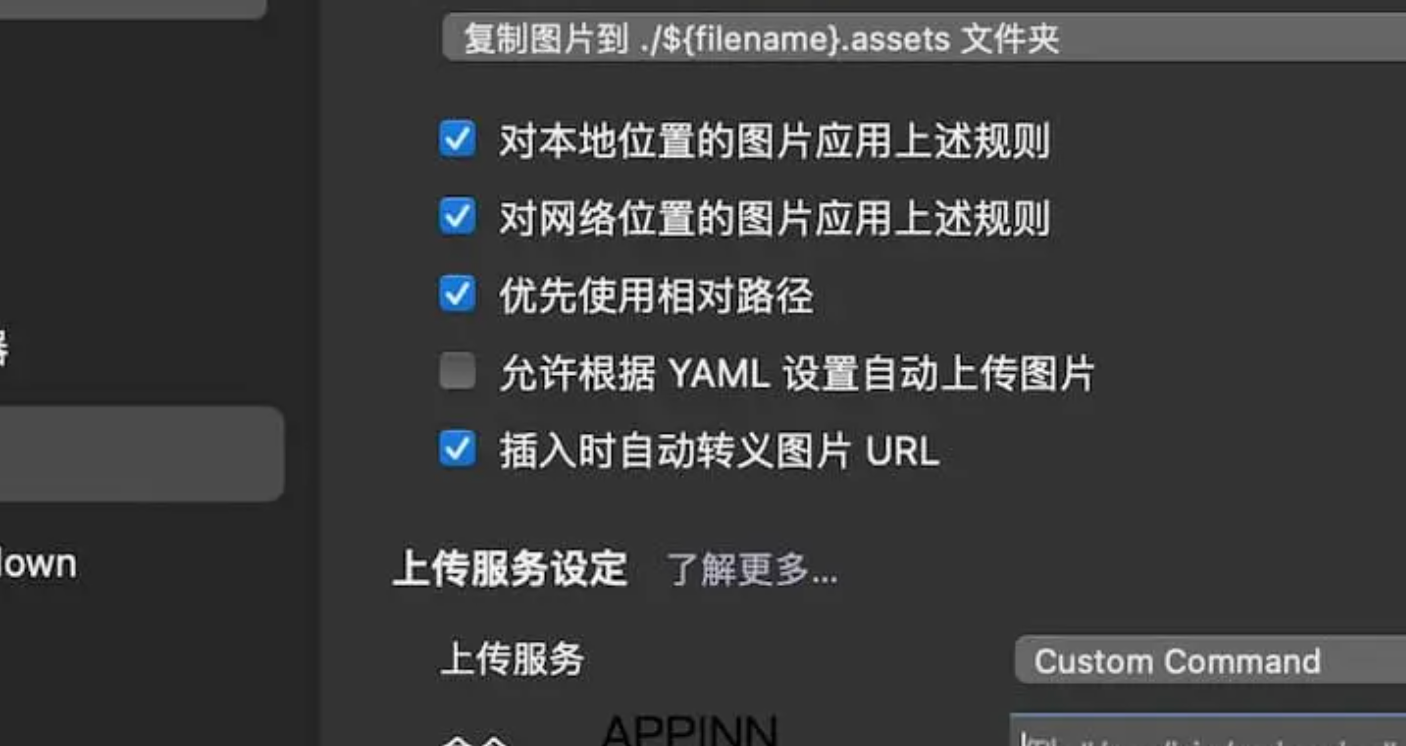 复制图片到 ./${filename}.assets 文件夹
对本地位置的图片应用上述规则
对网络位置的图片应用上述规则
优先使用相对路径
允许根据 YAML 设置自动上传图片
插入时自动转义图片 URL
down
上传服务设定 了解更多...
上传服务 Custom Command
APPINN